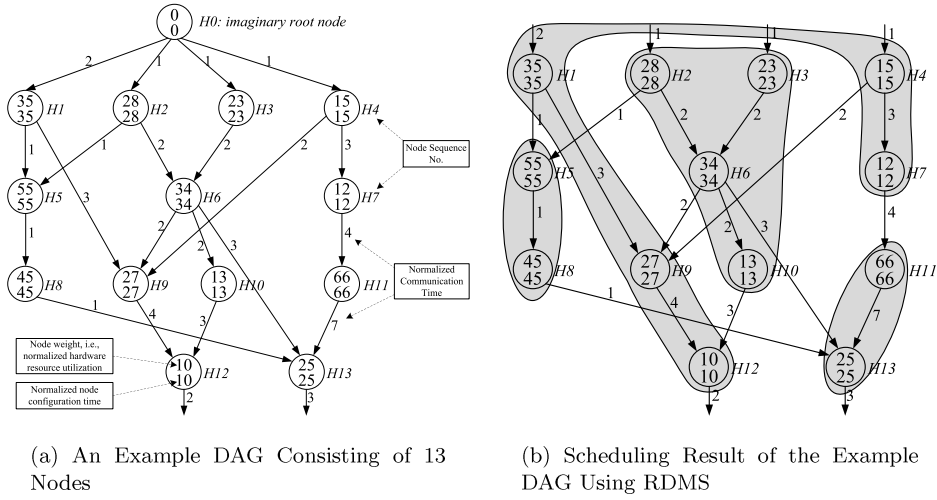 0
0
H0: imaginary root node
2
1
1
1
35
35
H1
28
28
H2
23
23
H3
15
15
H4
1
3
1
2
2
2
3
Node Sequence
No.
55
55
H5
34
34
H6
12
12
H7
1
2
2
3
4
Normalized
Communication
Time
45
45
H8
27
27
H9
13
13
H10
66
66
H11
1
4
3
7
Node weight, i.e.,
normalized hardware
resource utilization
Normalized node
configuration time
10
10
H12
25
25
H13
2
3
(a) An Example DAG Consisting of 13
Nodes
2
1
1
1
35
35
H1
28
28
H2
23
23
H3
15
15
H4
1
1
3
2
2
2
3
55
55
H5
34
34
H6
12
12
H7
1
2
2
3
4
45
45
H8
27
27
H9
13
13
H10
66
66
H11
1
4
3
7
10
10
H12
25
25
H13
2
3
(b) Scheduling Result of the Example
DAG Using RDMS